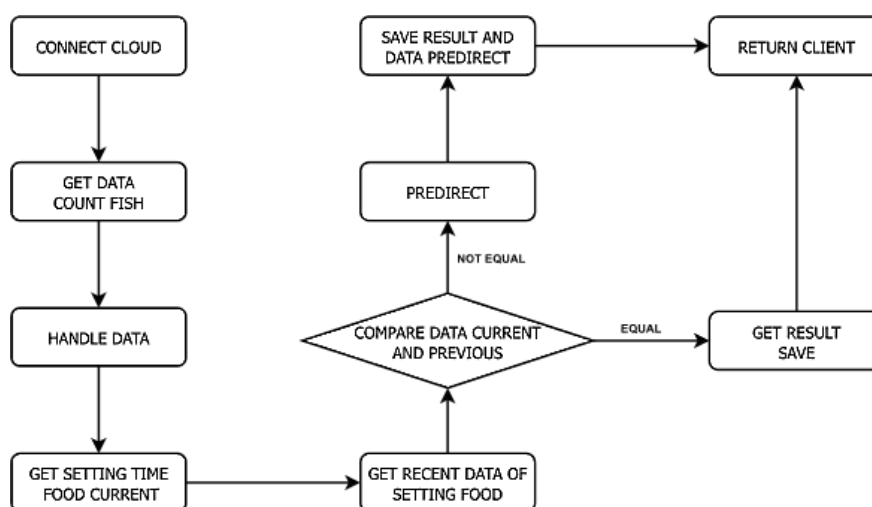 CONNECT CLOUD
GET DATA
COUNT FISH
HANDLE DATA
GET SETTING TIME
FOOD CURRENT
GET RECENT DATA OF
SETTING FOOD
COMPARE DATA CURRENT
AND PREVIOUS
NOT EQUAL
PREDIRECT
SAVE RESULT AND
DATA PREDIRECT
EQUAL
GET RESULT
SAVE
RETURN CLIENT